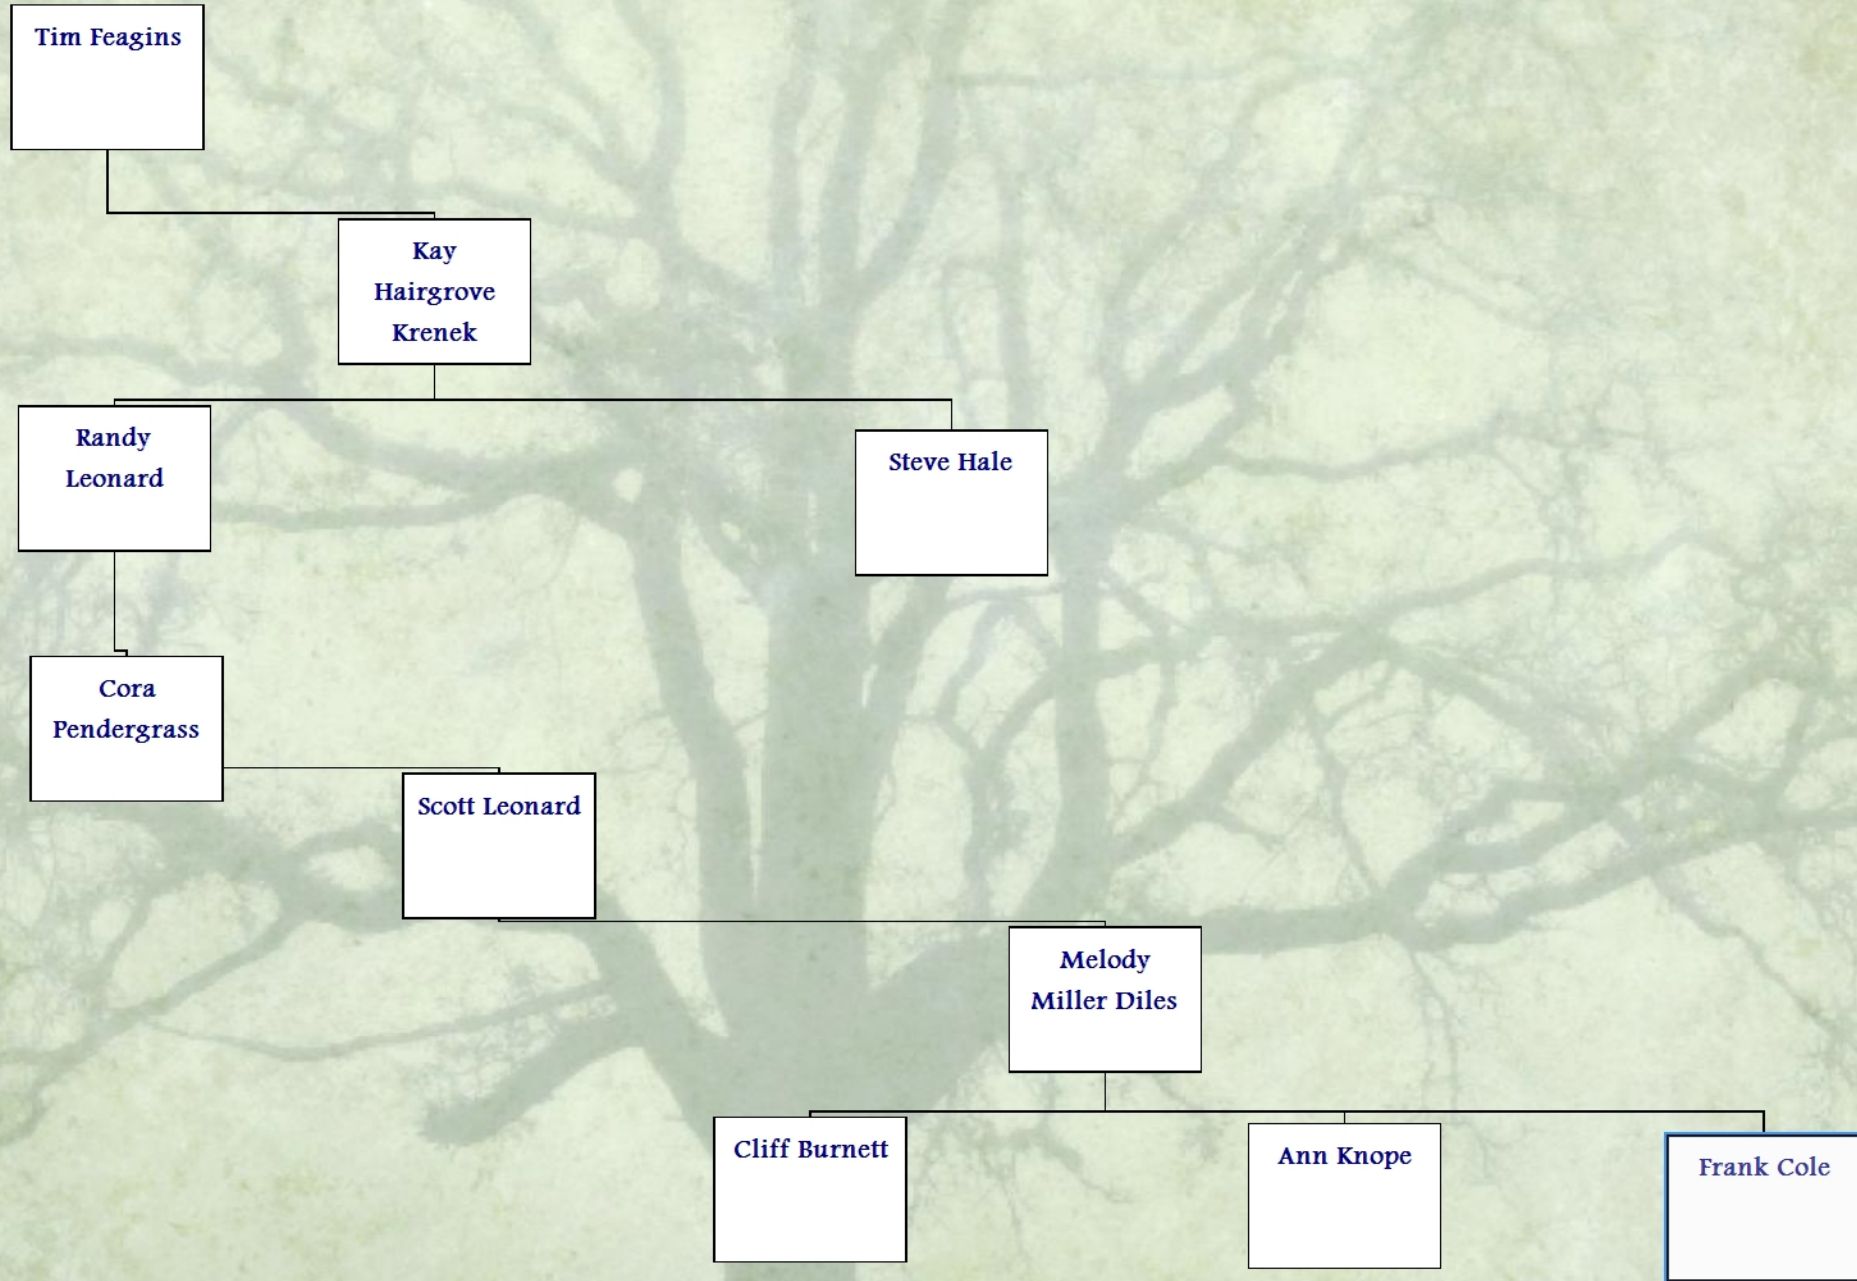 Tim Feagins
Kay
Hairgrove
Krenek
Randy
Leonard
Steve Hale
Cora
Pendergrass
Scott Leonard
Melody
Miller Diles
Cliff Burnett
Ann Knope
Frank Cole